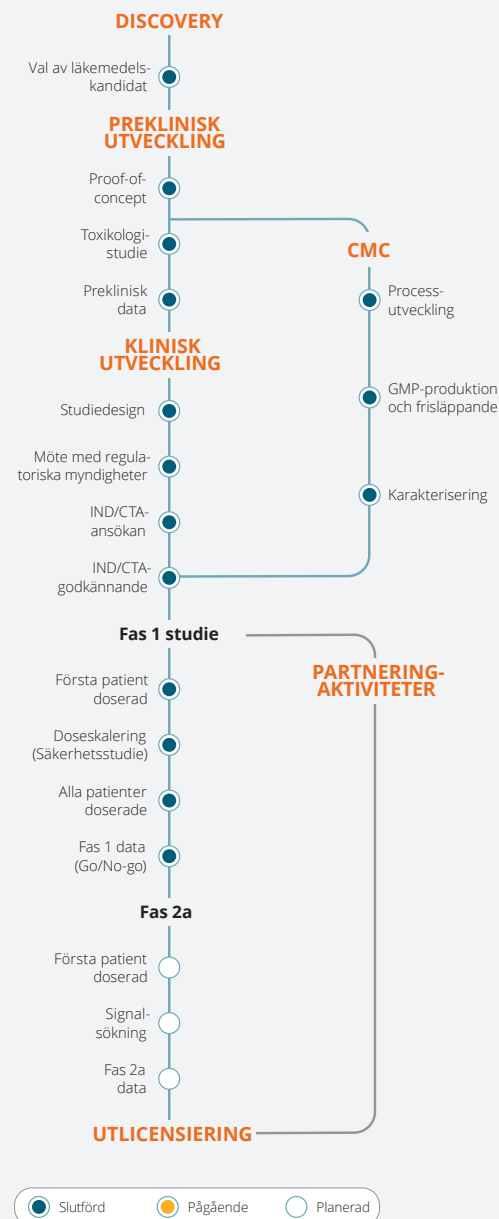 DISCOVERY
Val av läkemedels-
kandidat
PREKLINISK
UTVECKLING
Proof-of-
concept
Toxikologi-
studie
Preklinisk
data
CMC
Process-
utveckling
GMP-produktion
och frisläppande
Karakterisering
KLINISK
UTVECKLING
Studiedesign
Möte med regula-
toriska myndigheter
IND/CTA-
ansökan
IND/CTA-
godkännande
Fas 1 studie
PARTNERING-
AKTIVITETER
Första patient
doserad
Doseskalering
(Säkerhetsstudie)
Alla patienter
doserade
Fas 1 data
(Go/No-go)
Fas 2a
Första patient
doserad
Signal-
sökning
Fas 2a
data
UTLICENSIERING
Slutförd
Pågående
Planerad